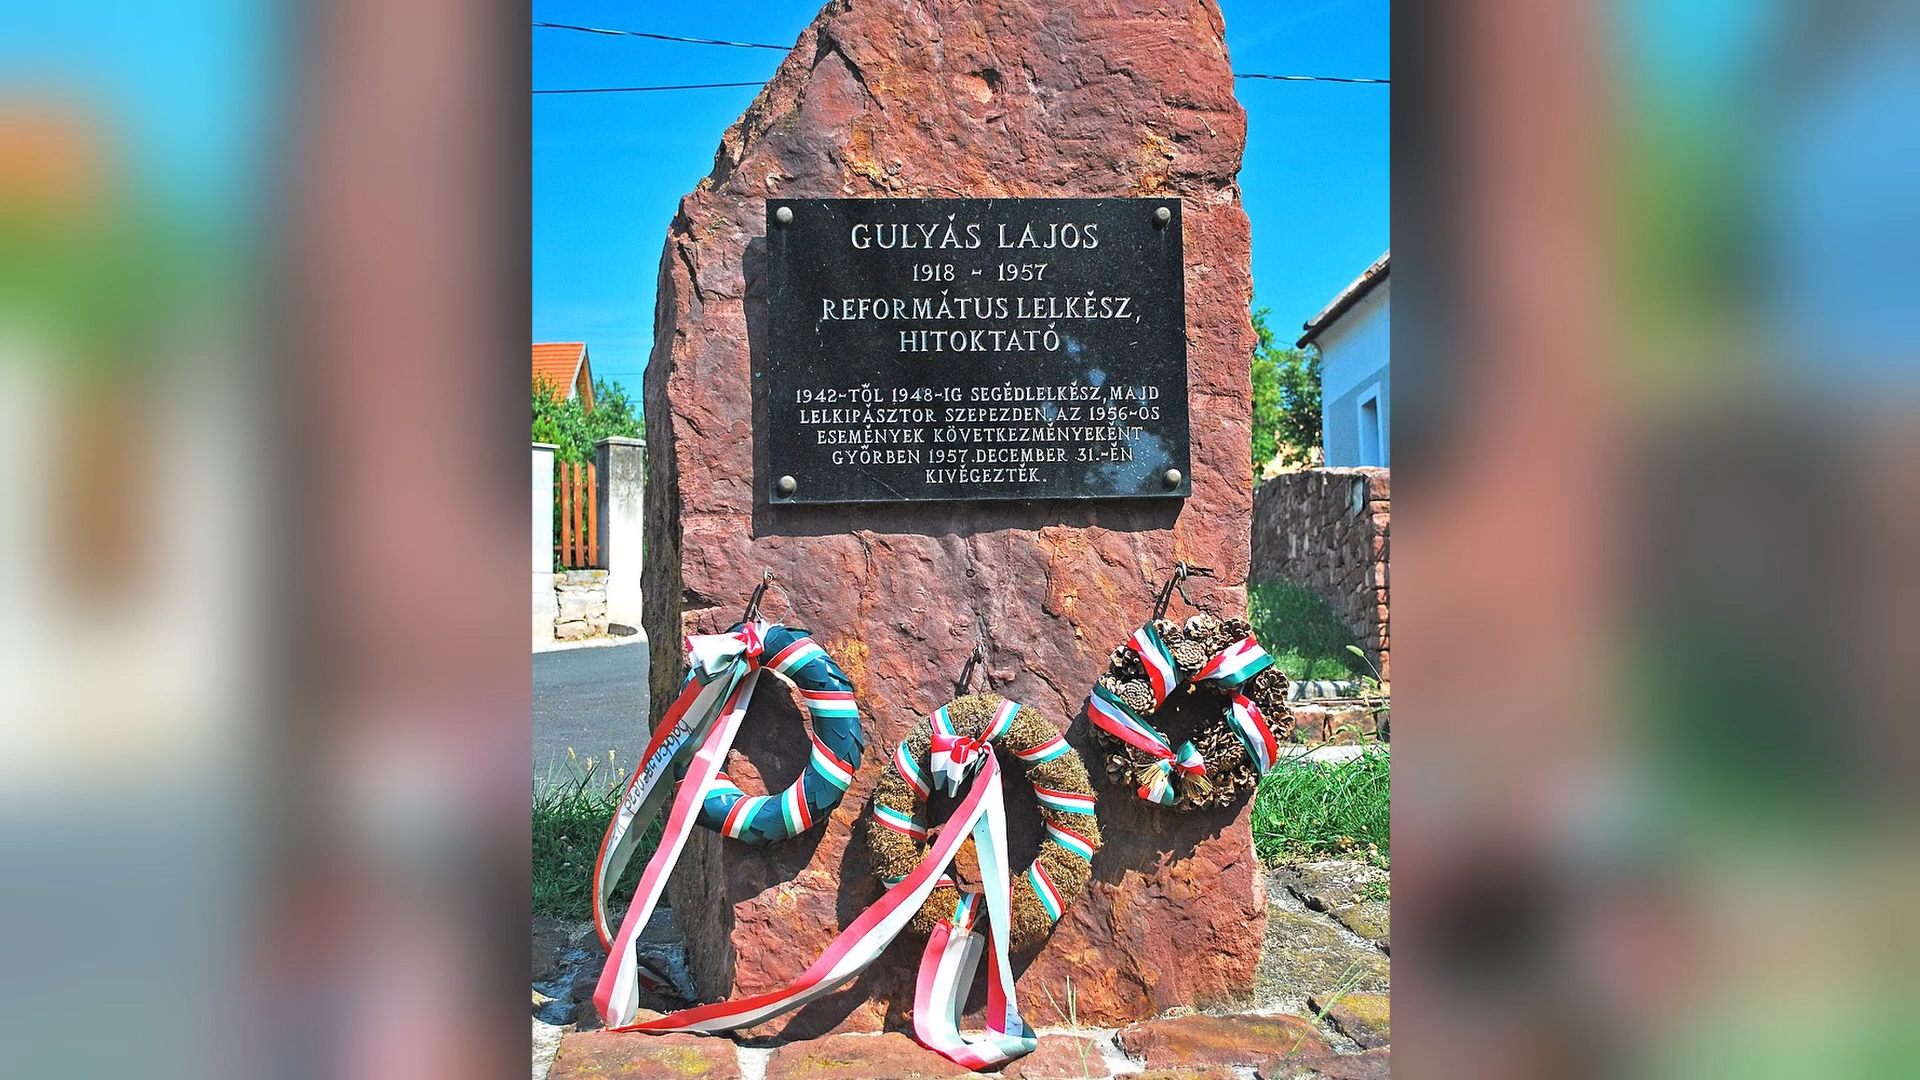 GULYÁS LAJOS
1918 - 1957
REFORMÁTUS LELKÉSZ,
HITOKTATÓ
1942-TŐL 1948-IG SEGÉDLELKÉSZ, MAJD
LELKIPÁSZTOR SZEPEZDEN. AZ 1956-OS
ESEMÉNYEK KÖVETKEZMÉNYEKÉNT
GYŐRBEN 1957. DECEMBER 31.-ÉN
KIVÉGEZTÉK.